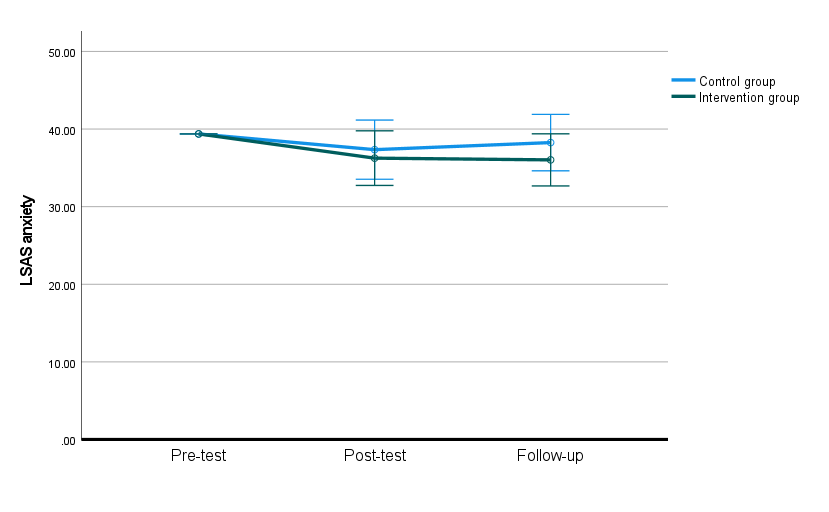 50.00
40.00
30.00
20.00
10.00
.00
LSAS anxiety
Pre-test
Post-test
Follow-up
Control group
Intervention group